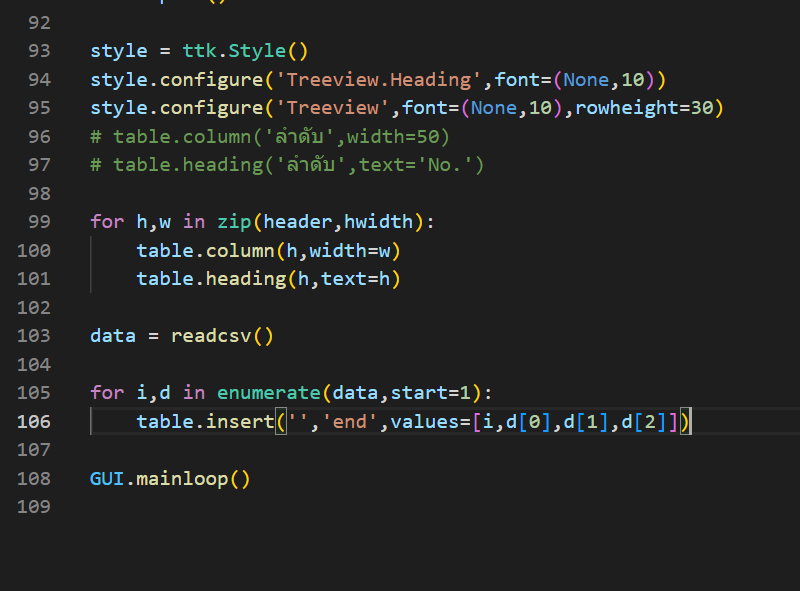 92
93 style = ttk.Style()
94 style.configure('Treeview.Heading',font=(None,10))
95 style.configure('Treeview',font=(None,10),rowheight=30)
96 # table.column('ลำดับ',width=50)
97 # table.heading('ลำดับ',text='No.')
98
99 for h,w in zip(header,hwidth):
100     table.column(h,width=w)
101     table.heading(h,text=h)
102
103 data = readcsv()
104
105 for i,d in enumerate(data,start=1):
106     table.insert('','end',values=[i,d[0],d[1],d[2]])
107
108 GUI.mainloop()
109